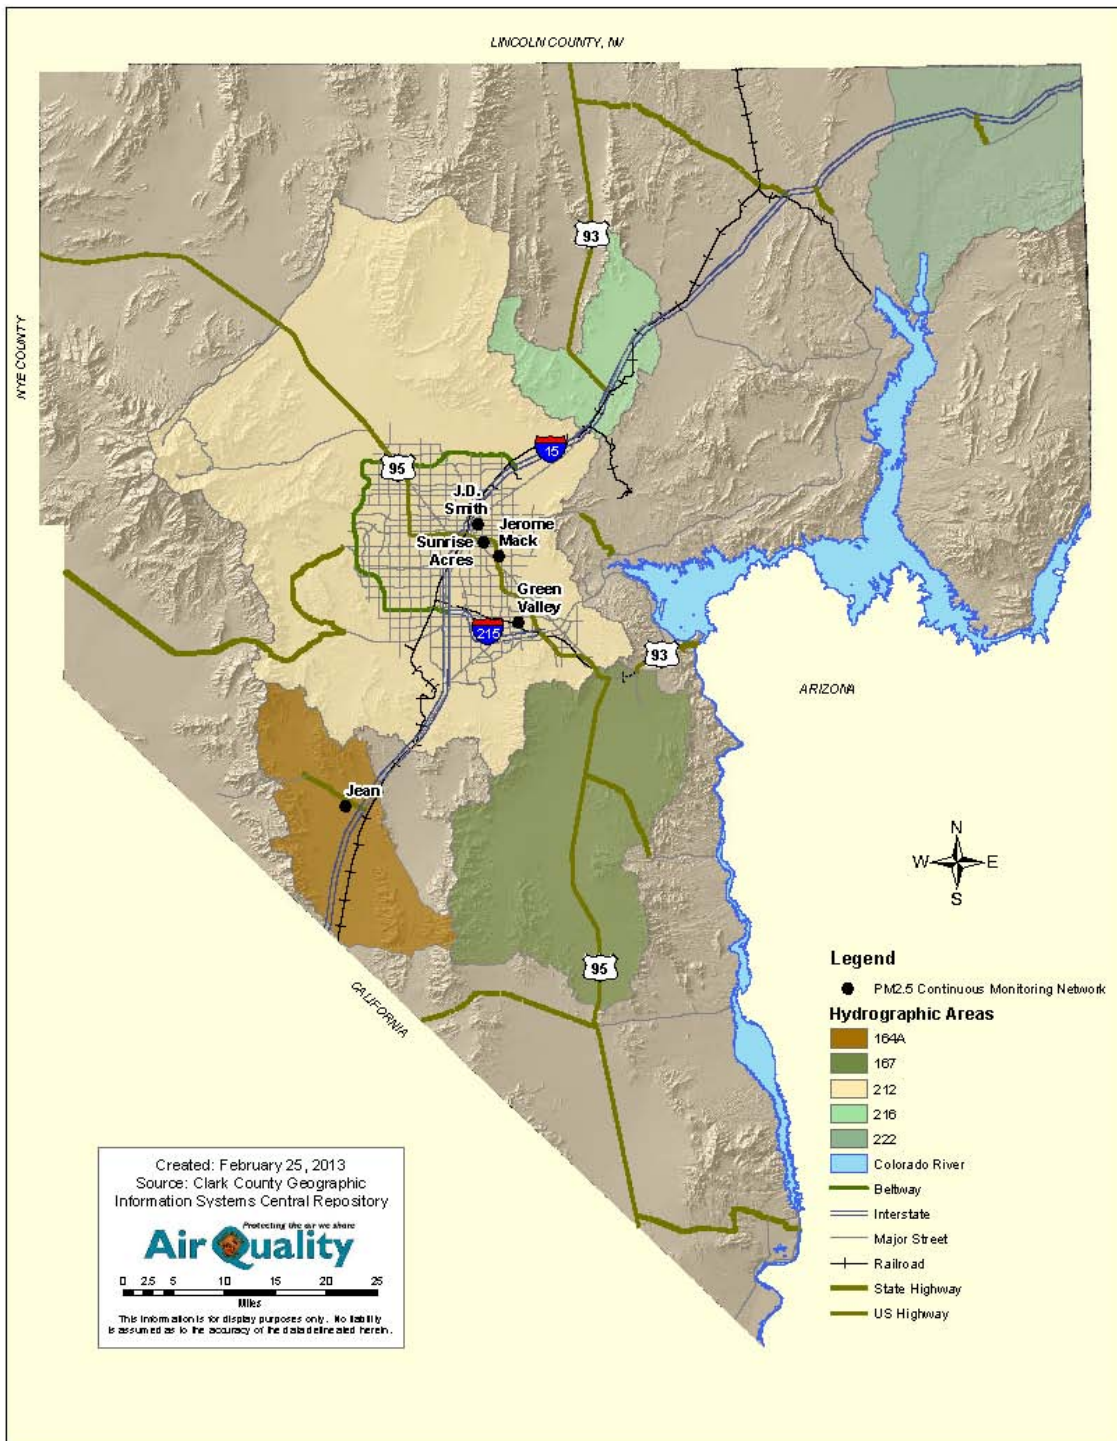 LINCOLN COUNTY, NV
93
NYE COUNTY
15
95
J.D.
Smith
Jerome
Mack
Sunrise
Acres
Green
Valley
215
93
ARIZONA
Jean
N
W E
S
95
CALIFORNIA
Legend
PM2.5 Continuous Monitoring Network
Hydrographic Areas
164A
167
212
216
222
Colorado River
Beltway
Interstate
Major Street
Railroad
State Highway
US Highway
Created: February 25, 2013
Source: Clark County Geographic
Information Systems Central Repository
Protecting the air we share
Air Quality
0 2.5 5 10 15 20 25
Miles
This information is for display purposes only. No liability
is assumed as to the accuracy of the data delineated herein.